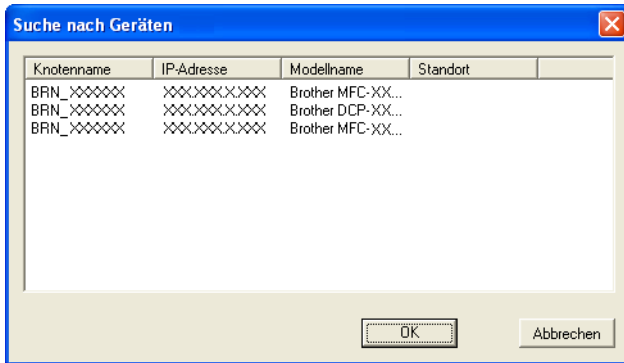 Suche nach Geräten
Knotenname IP-Adresse Modellname Standort
BRN_XXXXXX XXX.XXX.X.XXX Brother MFC-XX...
BRN_XXXXXX XXX.XXX.X.XXX Brother DCP-XX...
BRN_XXXXXX XXX.XXX.X.XXX Brother MFC-XX...
OK Abbrechen